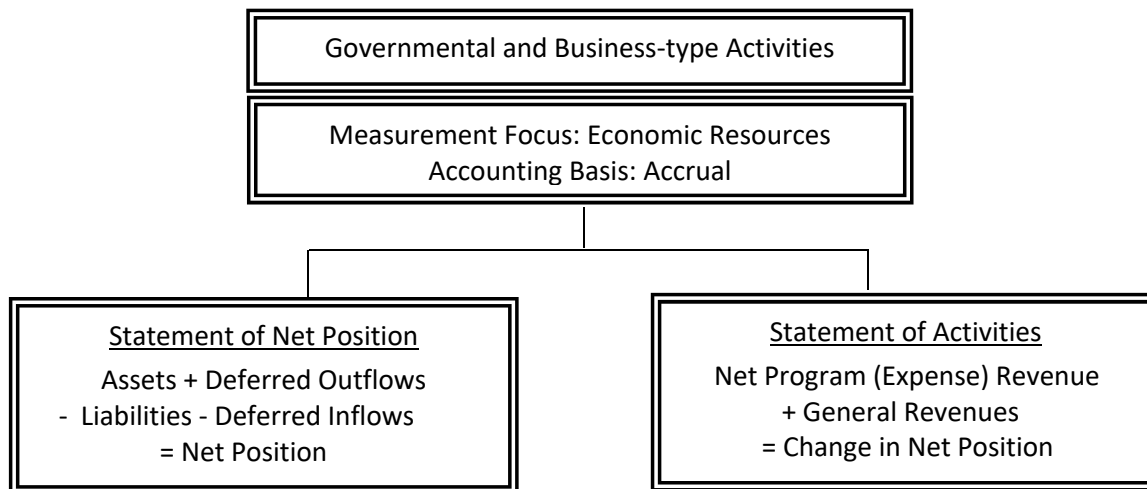 Governmental and Business-type Activities
Measurement Focus: Economic Resources
Accounting Basis: Accrual
Statement of Net Position
Assets + Deferred Outflows
- Liabilities - Deferred Inflows
= Net Position
Statement of Activities
Net Program (Expense) Revenue
+ General Revenues
= Change in Net Position